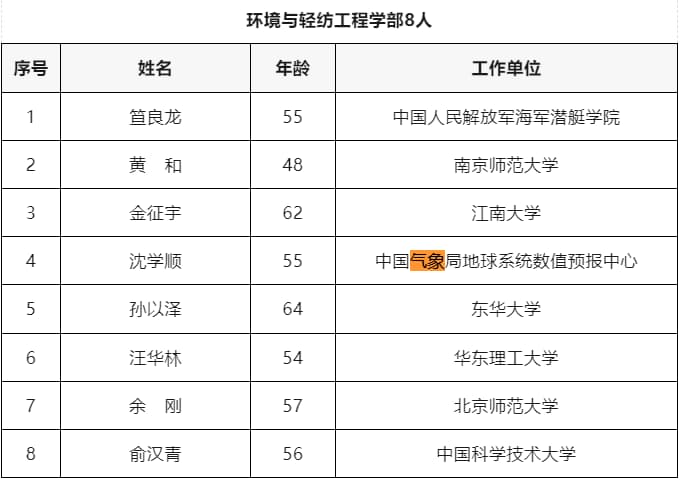 环境与轻纺工程学部8人
序号 姓名 年龄 工作单位
1 笪良龙 55 中国人民解放军海军潜艇学院
2 黄 和 48 南京师范大学
3 金征宇 62 江南大学
4 沈学顺 55 中国气象局地球系统数值预报中心
5 孙以泽 64 东华大学
6 汪华林 54 华东理工大学
7 余 刚 57 北京师范大学
8 俞汉青 56 中国科学技术大学